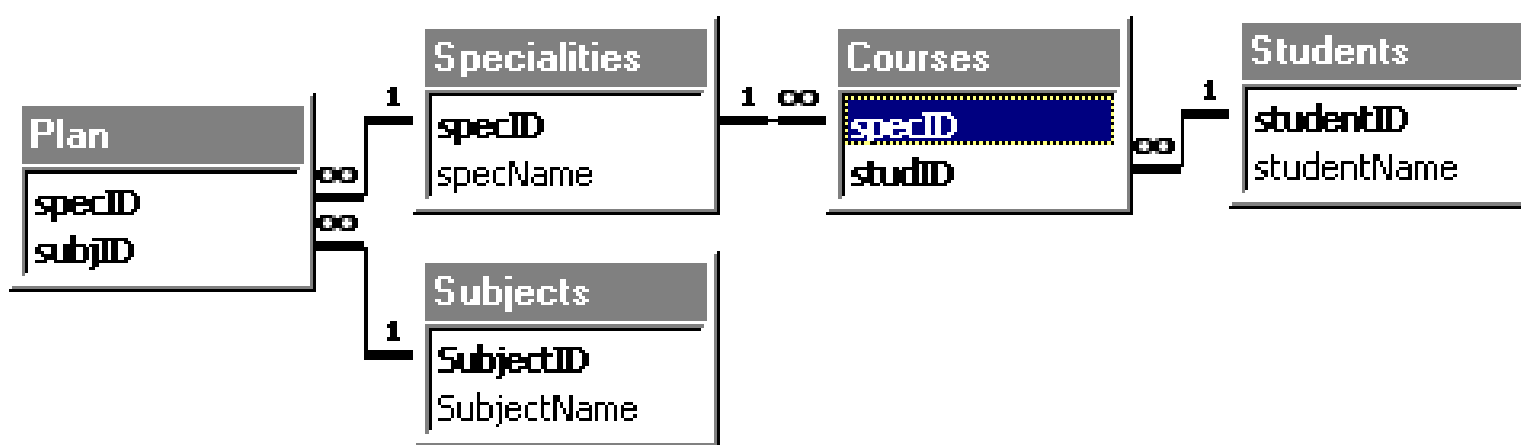 Plan
specID
subjID
∞
∞
1
1
Specialities
specID
specName
Subjects
SubjectID
SubjectName
1 ∞
Courses
specID
studID
∞
1
Students
studentID
studentName